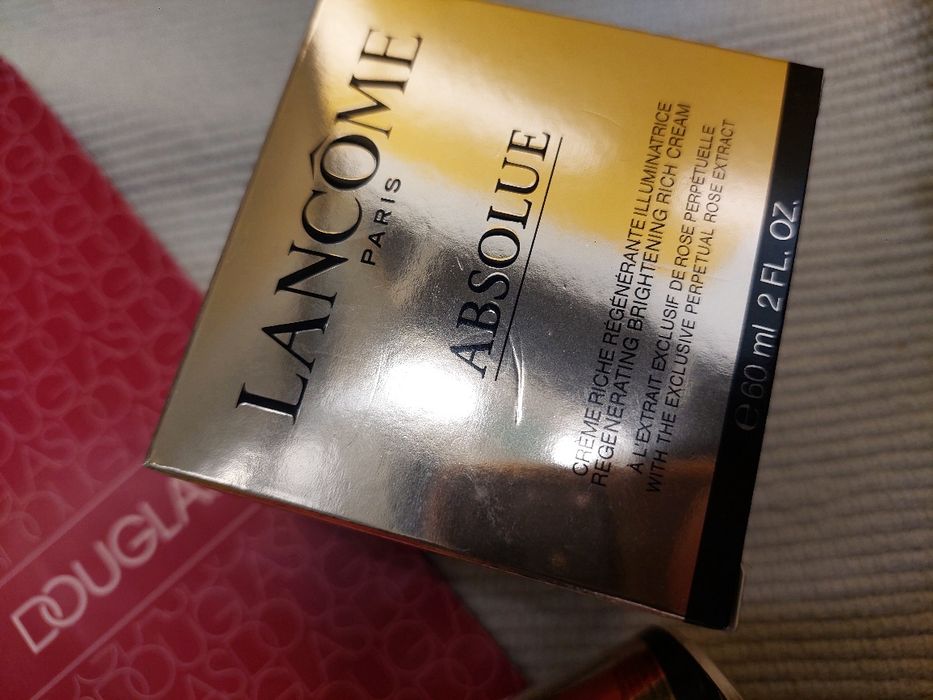 LANCÔME
PARIS
ABSOLUE
CRÈME RICHE RÉGÉNÉRANTE ILLUMINATRICE
REGENERATING BRIGHTENING RICH CREAM
À L'EXTRAIT EXCLUSIF DE ROSE PERPÉTUELLE
WITH THE EXCLUSIVE PERPETUAL ROSE EXTRACT
℮ 60 ml 2 FL. OZ.
DOUGLA